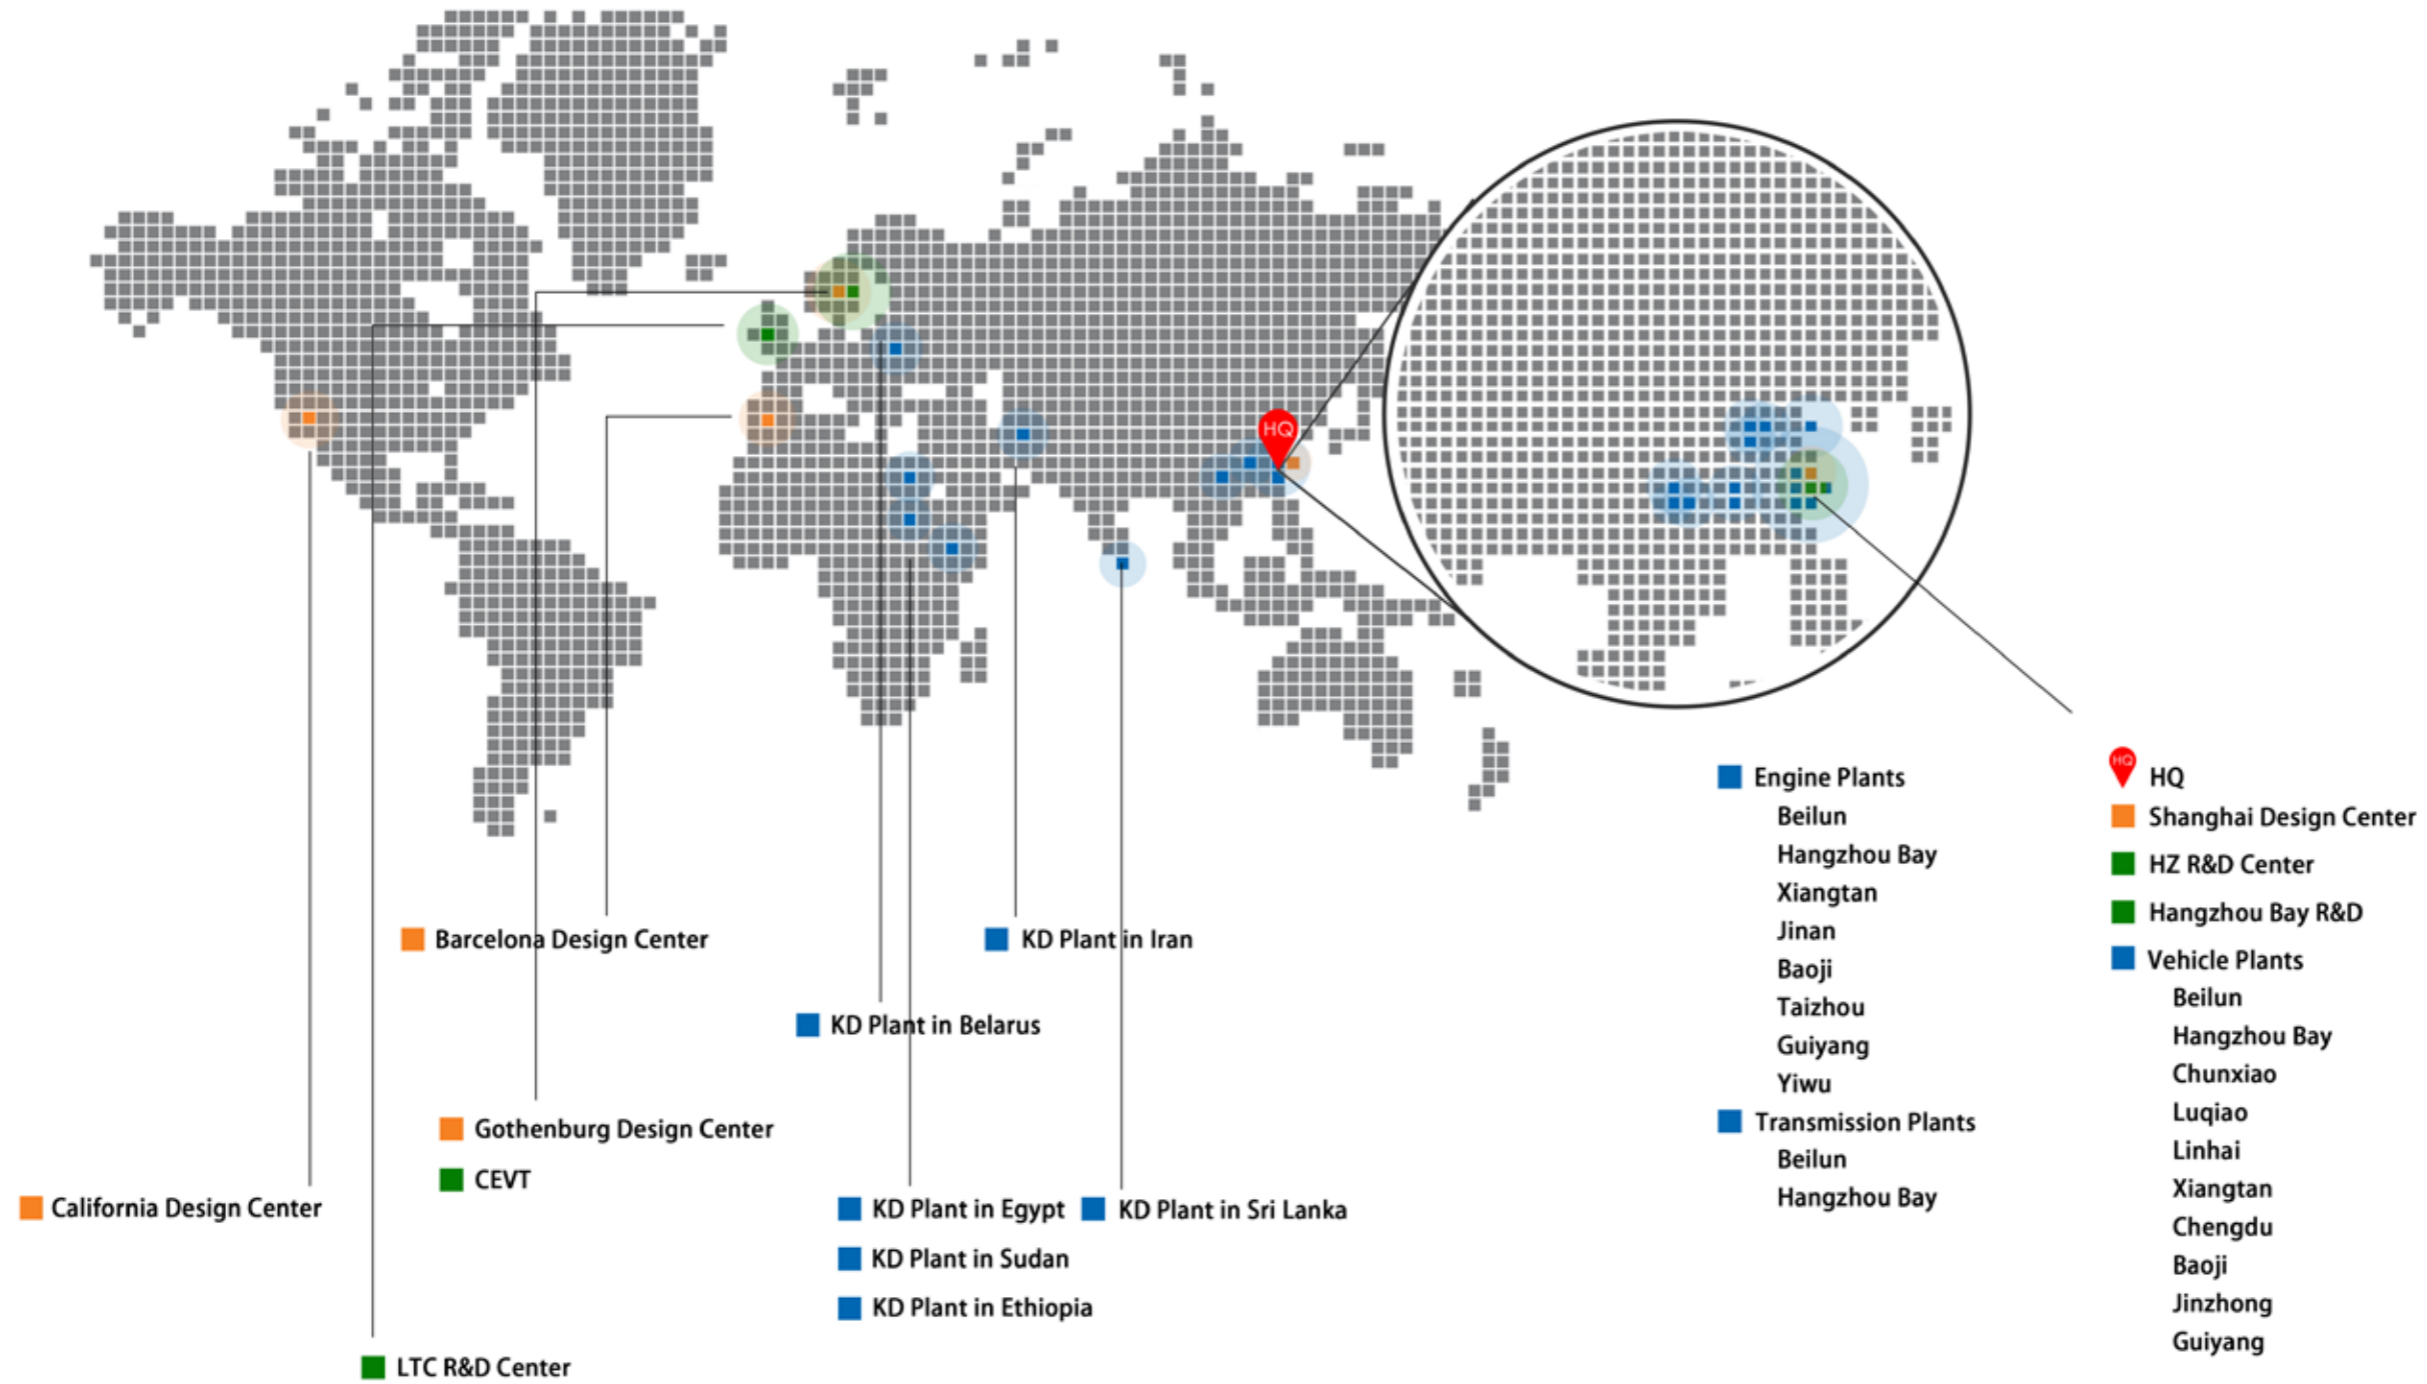 HQ
Barcelona Design Center
KD Plant in Iran
KD Plant in Belarus
Gothenburg Design Center
CEVT
California Design Center
KD Plant in Egypt
KD Plant in Sri Lanka
KD Plant in Sudan
KD Plant in Ethiopia
LTC R&D Center
Engine Plants
Beilun
Hangzhou Bay
Xiangtan
Jinan
Baoji
Taizhou
Guiyang
Yiwu
Transmission Plants
Beilun
Hangzhou Bay
HQ
HQ
Shanghai Design Center
HZ R&D Center
Hangzhou Bay R&D
Vehicle Plants
Beilun
Hangzhou Bay
Chunxiao
Luqiao
Linhai
Xiangtan
Chengdu
Baoji
Jinzhong
Guiyang